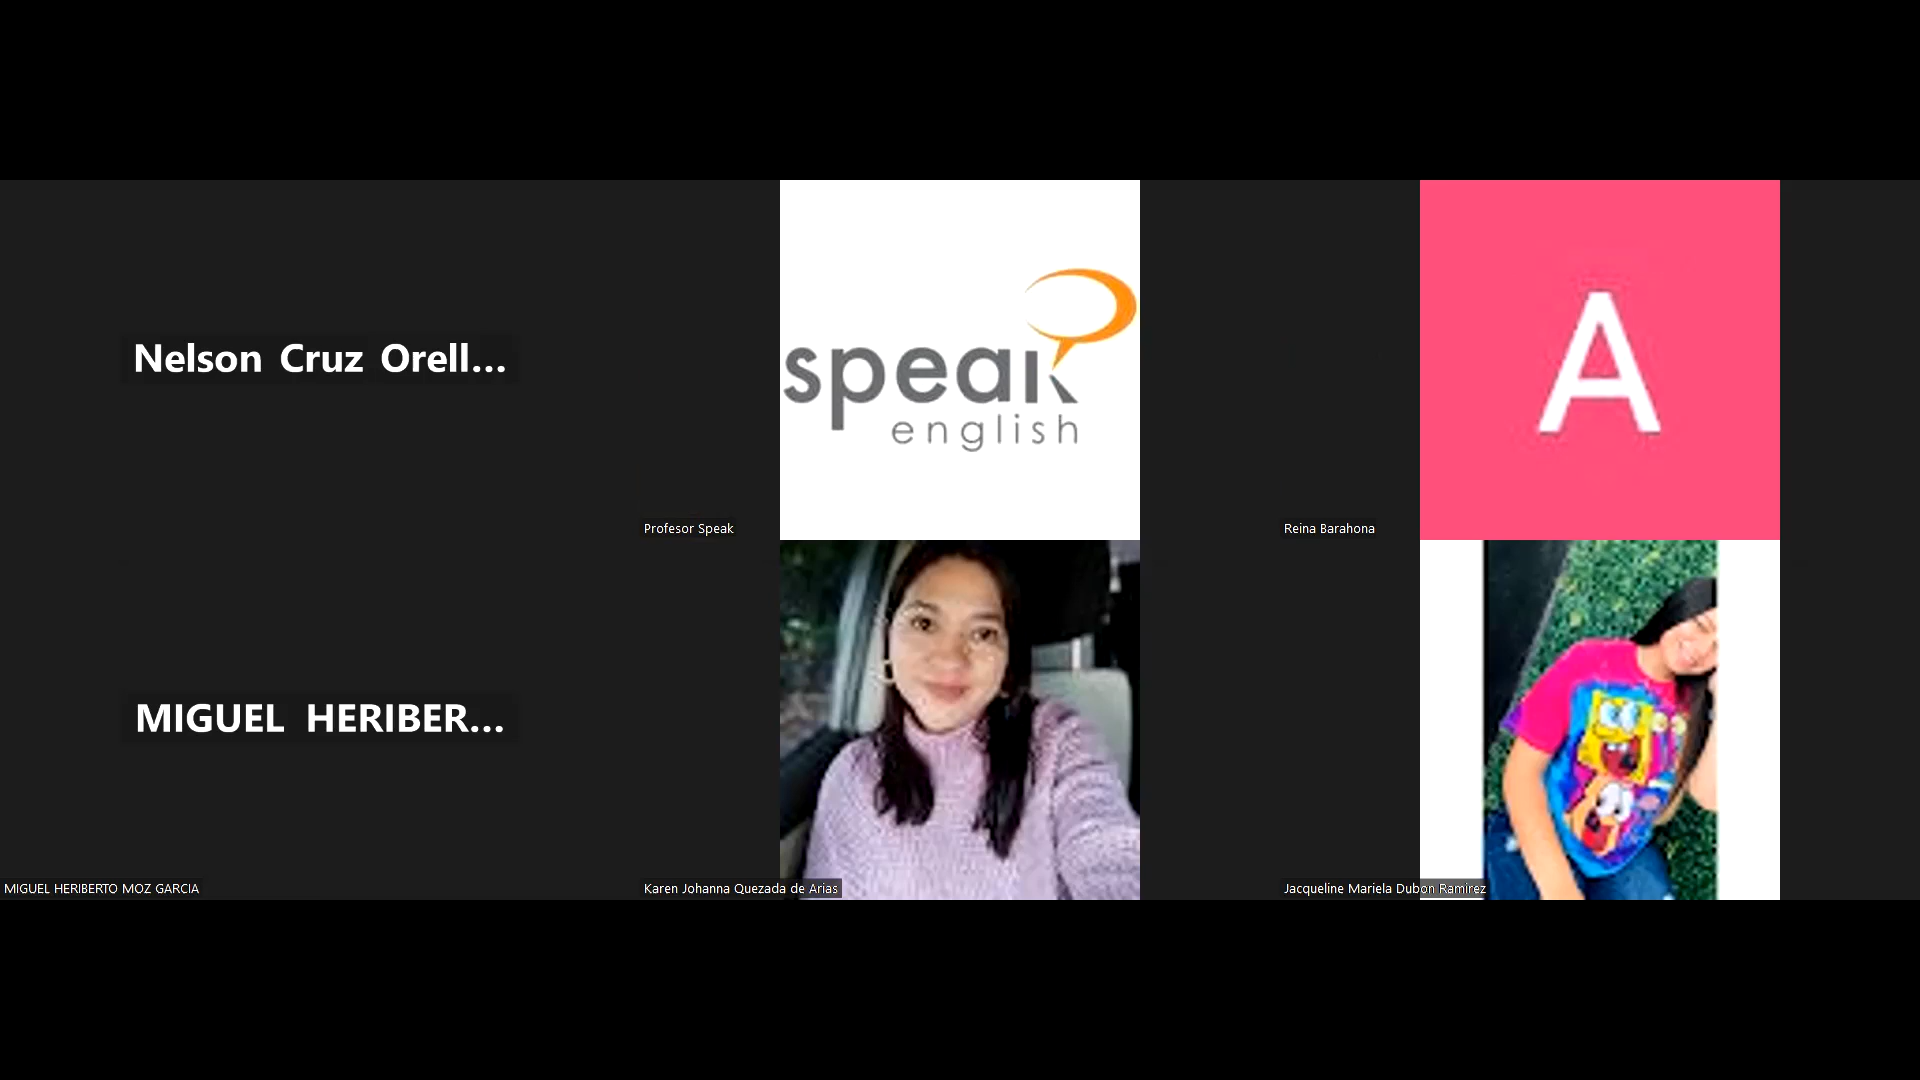 Nelson Cruz Orell...
speak
english
Profesor Speak
A
Reina Barahona
MIGUEL HERIBER...
MIGUEL HERIBERTO MOZ GARCIA
Karen Johanna Quezada de Arias
Jacqueline Mariela Dubon Ramirez